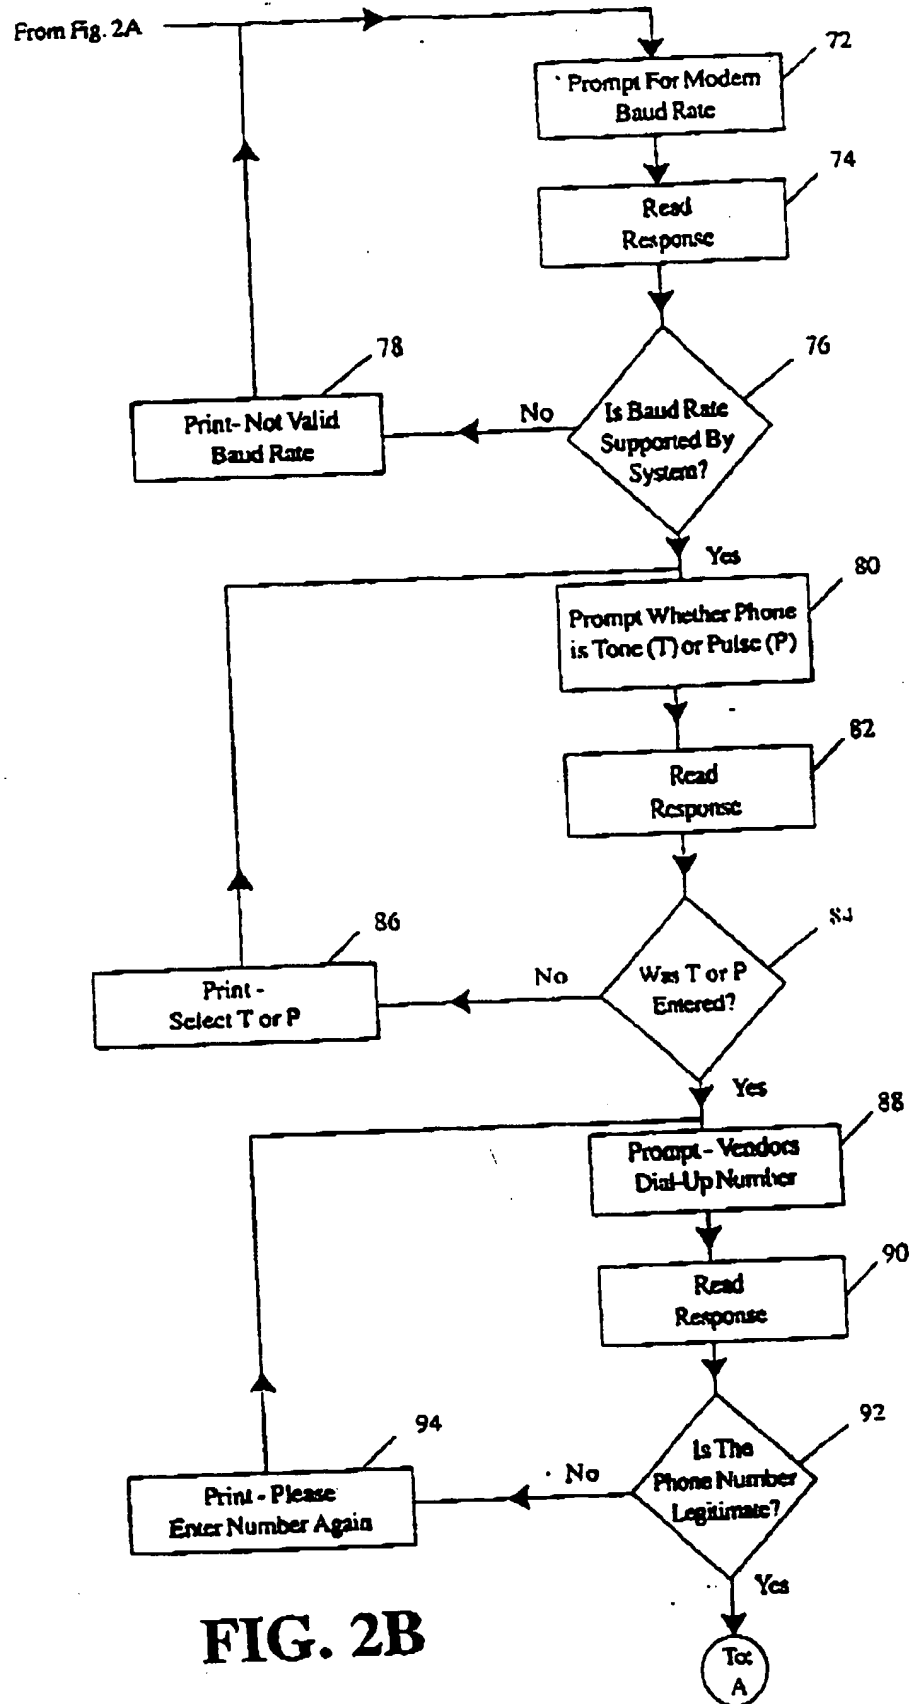 From Fig. 2A
72
Prompt For Modem
Baud Rate
74
Read
Response
76
78
Is Baud Rate
Supported By
System?
No
Print- Not Valid
Baud Rate
Yes
80
Prompt Whether Phone
is Tone (T) or Pulse (P)
82
Read
Response
84
86
Was T or P
Entered?
No
Print -
Select T or P
Yes
88
Prompt - Vendors
Dial-Up Number
90
Read
Response
92
94
Is The
Phone Number
Legitimate?
No
Print - Please
Enter Number Again
Yes
To:
A
FIG. 2B